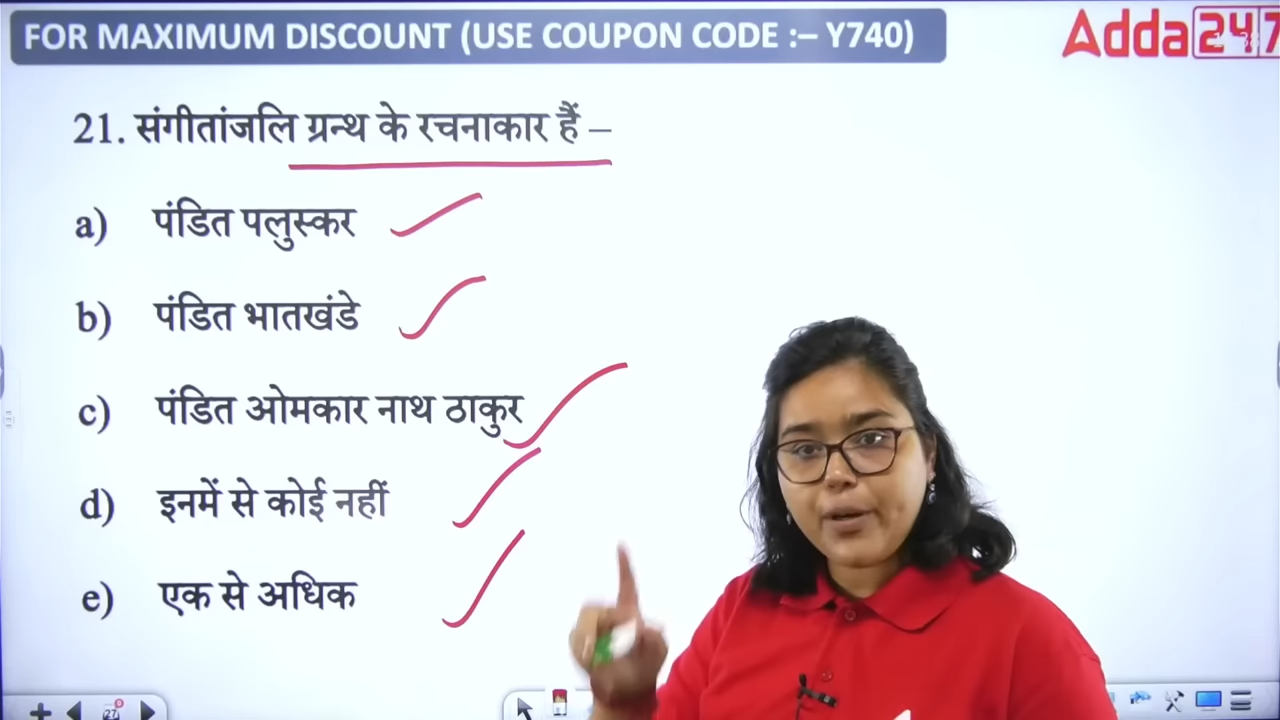 FOR MAXIMUM DISCOUNT (USE COUPON CODE :– Y740)
Adda247
21. संगीतांजलि ग्रन्थ के रचनाकार हैं –
a) पंडित पलुस्कर
b) पंडित भातखंडे
c) पंडित ओमकार नाथ ठाकुर
d) इनमें से कोई नहीं
e) एक से अधिक
27